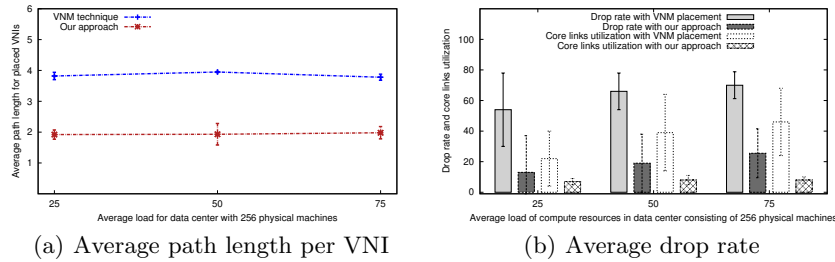 6
5
4
3
2
1
VNM technique
Our approach
Average path length for placed VNIs
25
50
75
Average load for data center with 256 physical machines
(a) Average path length per VNI
100
80
60
40
20
0
Drop rate with VNM placement
Drop rate with our approach
Core links utilization with VNM placement
Core links utilization with our approach
Drop rate and core links utilization
25
50
75
Average load of compute resources in data center consisting of 256 physical machines
(b) Average drop rate